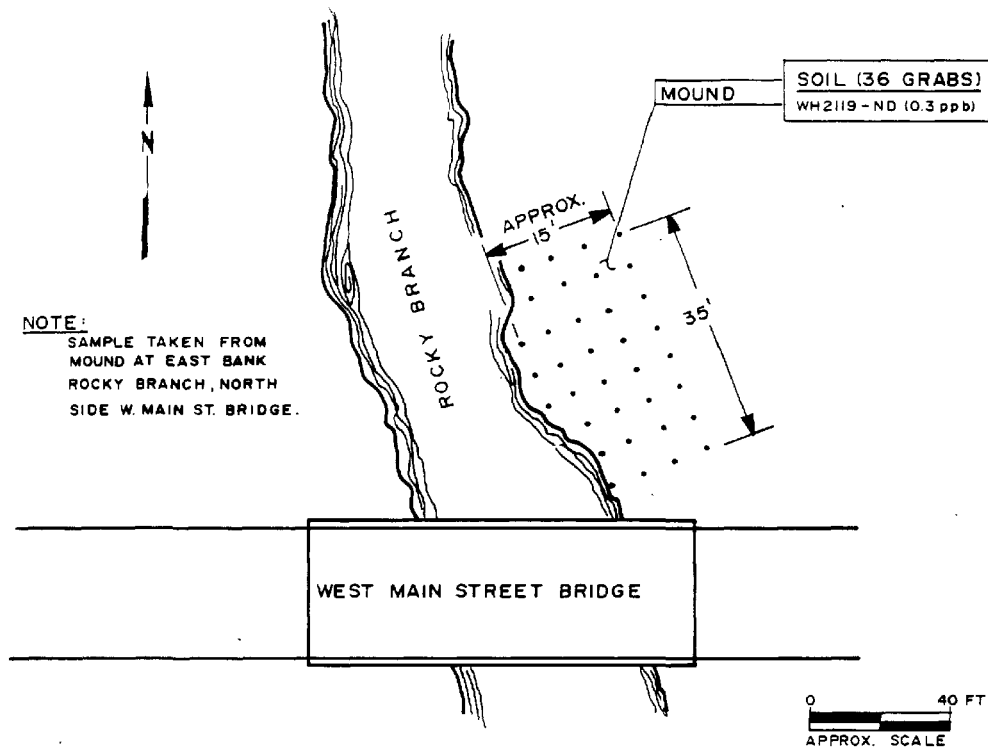 MOUND
SOIL (36 GRABS)
WH2119-ND (0.3 ppb)
N
APPROX.
15'
35'
ROCKY BRANCH
NOTE:
SAMPLE TAKEN FROM
MOUND AT EAST BANK
ROCKY BRANCH, NORTH
SIDE W. MAIN ST. BRIDGE.
WEST MAIN STREET BRIDGE
0 40 FT
APPROX. SCALE